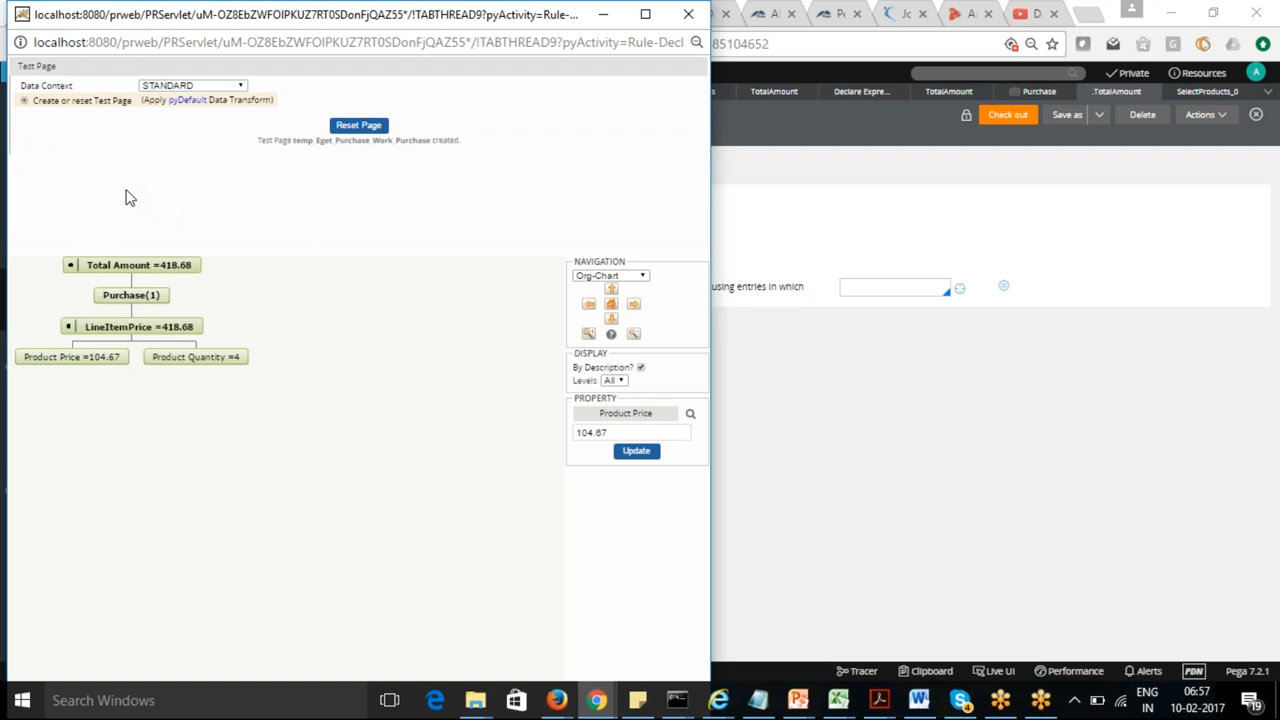 localhost:8080/prweb/PRServlet/uM-OZ8EbZWFOIPKUZ7RT0SDonFjQAZ55*/!TABTHREAD9?pyActivity=Rule-...
localhost:8080/prweb/PRServlet/uM-OZ8EbZWFOIPKUZ7RT0SDonFjQAZ55*/!TABTHREAD9?pyActivity=Rule-Decl
85104652
Test Page
Private
Resources
A
Data Context
STANDARD
Create or reset Test Page (Apply pyDefault Data Transform)
TotalAmount
Declare Expre...
TotalAmount
Purchase
.TotalAmount
SelectProducts_0
Check out
Save as
Delete
Actions
Reset Page
Test Page temp_Eget_Purchase_Work_Purchase created.
Total Amount =418.68
Purchase(1)
LineItemPrice =418.68
Product Price =104.67
Product Quantity =4
NAVIGATION
Org-Chart
using entries in which
DISPLAY
By Description?
Levels All
PROPERTY
Product Price
104.67
Update
Tracer
Clipboard
Live UI
Performance
Alerts
PDN
Pega 7.2.1
Search Windows
ENG
IN
06:57
10-02-2017
19